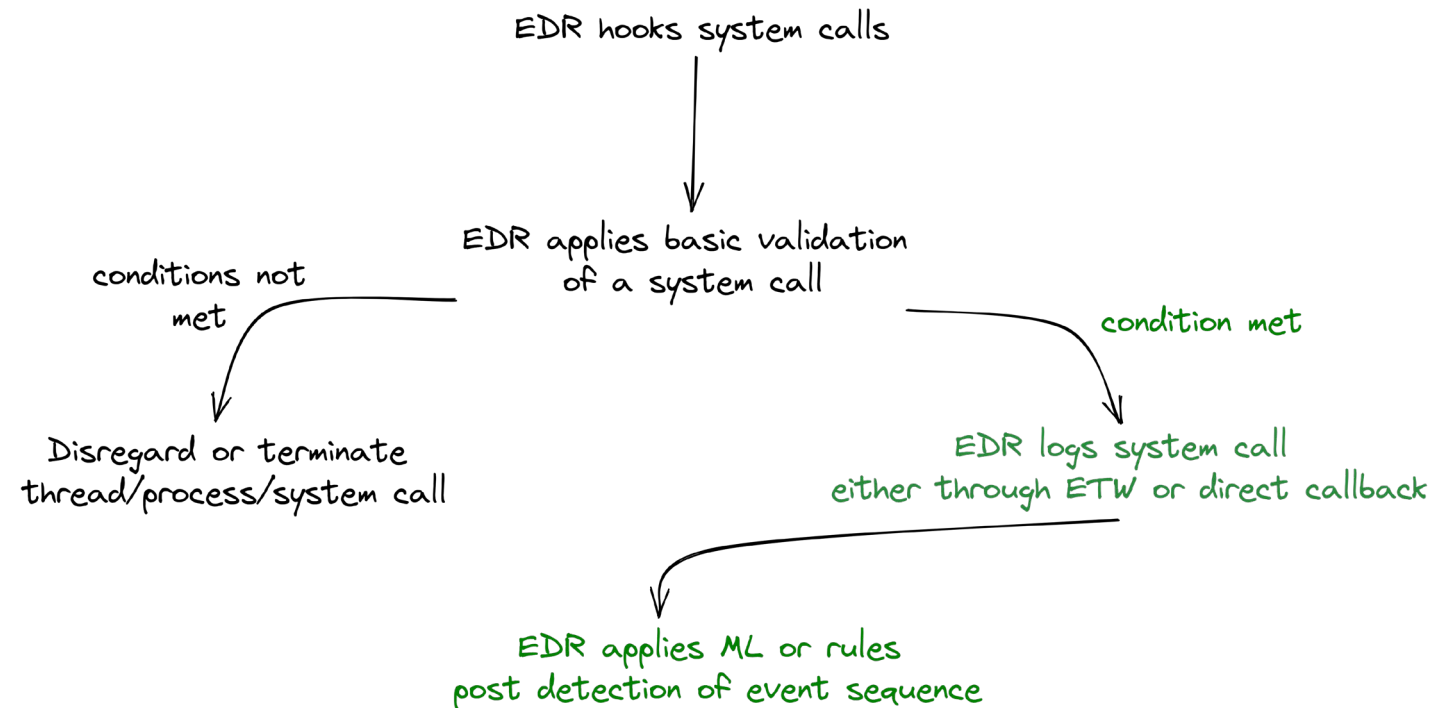 EDR hooks system calls
EDR applies basic validation
of a system call
conditions not
met
condition met
Disregard or terminate
thread/process/system call
EDR logs system call
either through ETW or direct callback
EDR applies ML or rules
post detection of event sequence